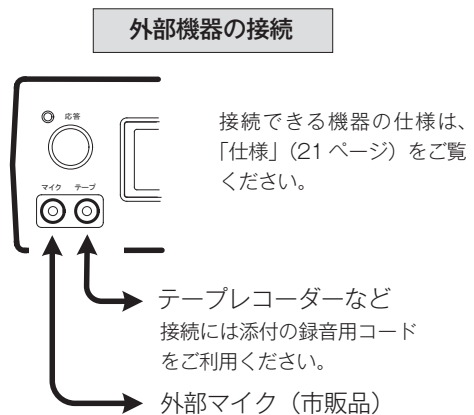 外部機器の接続
応答
マイク テープ
接続できる機器の仕様は、
「仕様」（21 ページ）をご覧
ください。
テープレコーダーなど
接続には添付の録音用コード
をご利用ください。
外部マイク（市販品）